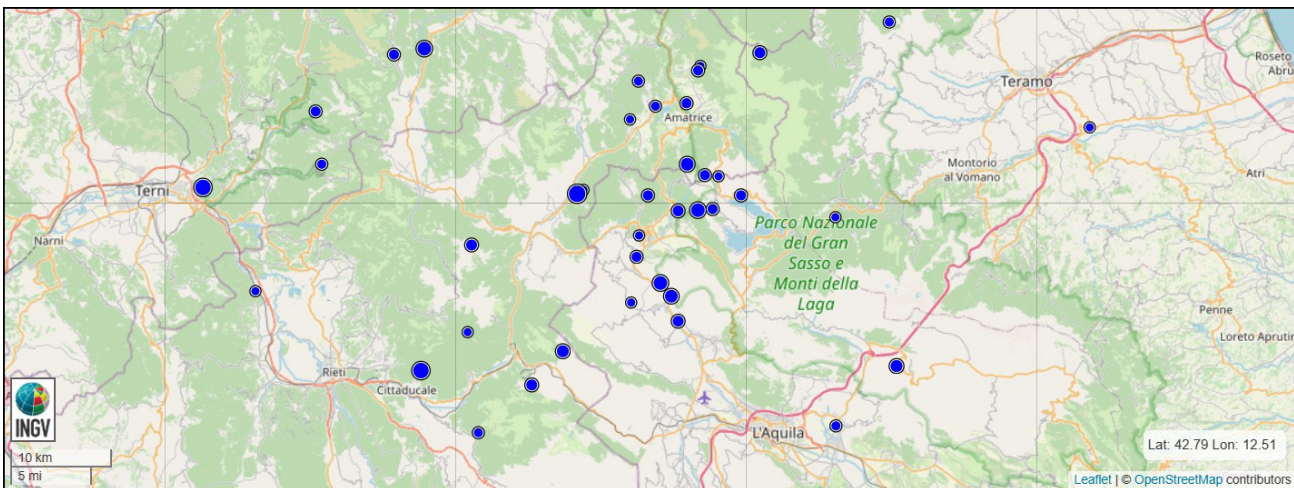 Roseto
Abru
Teramo
Amatrice
Montorio
al Vomano
Atri
Terni
Narni
Parco Nazionale
del Gran
Sasso e
Monti della
Laga
Penne
Loreto Aprutin
Rieti
Cittaducale
INGV
L'Aquila
Lat: 42.79 Lon: 12.51
10 km
5 mi
Leaflet | © OpenStreetMap contributors